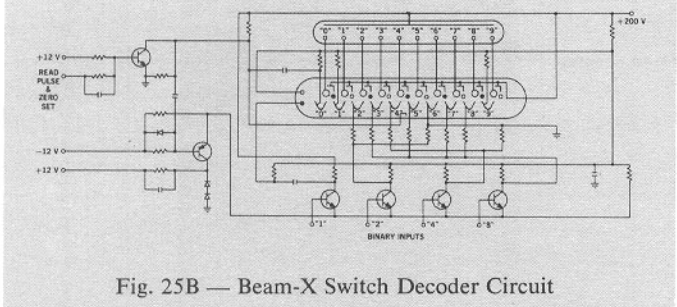 "0" "1" "2" "3" "4" "5" "6" "7" "8" "9"
+200 V
+12 V
READ
PULSE
&
ZERO
SET
"0" "1" "2" "3" "4" "5" "6" "7" "8" "9"
-12 V
+12 V
"1" "2" "4" "8"
BINARY INPUTS
Fig. 25B — Beam-X Switch Decoder Circuit